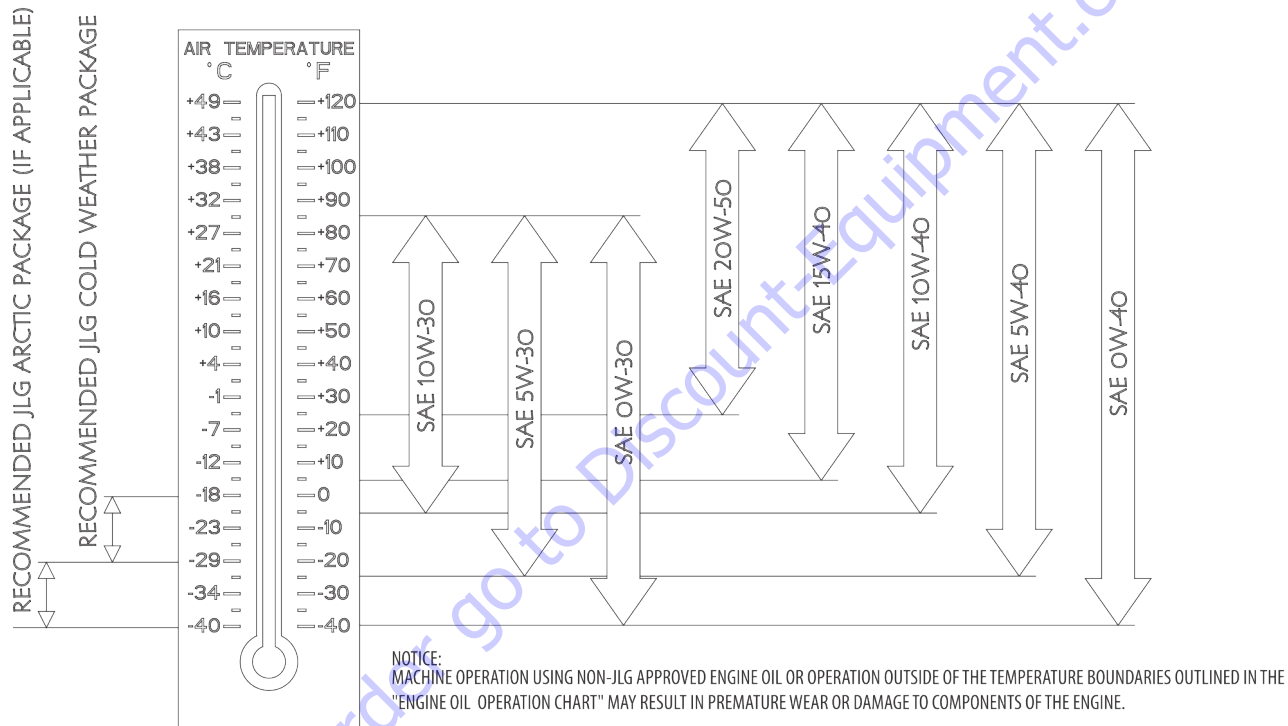 RECOMMENDED JLG ARCTIC PACKAGE (IF APPLICABLE)
RECOMMENDED JLG COLD WEATHER PACKAGE
AIR TEMPERATURE
°C °F
+49 +120
+43 +110
+38 +100
+32 +90
+27 +80
+21 +70
+16 +60
+10 +50
+4 +40
-1 +30
-7 +20
-12 +10
-18 0
-23 -10
-29 -20
-34 -30
-40 -40
SAE 10W-30
SAE 5W-30
SAE 0W-30
SAE 20W-50
SAE 15W-40
SAE 10W-40
SAE 5W-40
SAE 0W-40
NOTICE:
MACHINE OPERATION USING NON-JLG APPROVED ENGINE OIL OR OPERATION OUTSIDE OF THE TEMPERATURE BOUNDARIES OUTLINED IN THE
"ENGINE OIL OPERATION CHART" MAY RESULT IN PREMATURE WEAR OR DAMAGE TO COMPONENTS OF THE ENGINE.
order go to Discount-Equipment.c